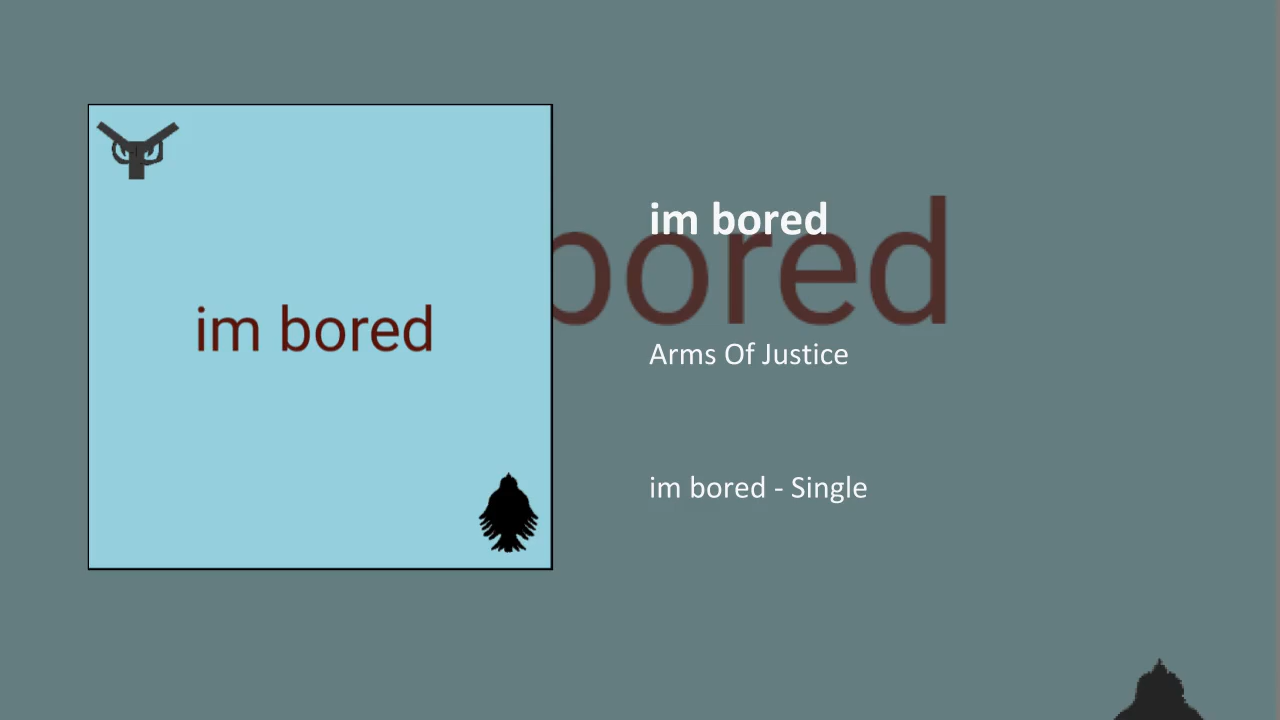 im bored
bored
im bored
Arms Of Justice
im bored - Single